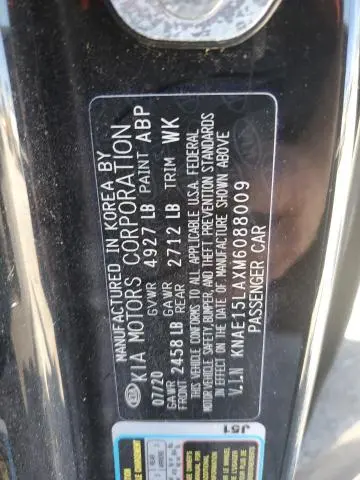 MANUFACTURED IN KOREA BY
KIA MOTORS CORPORATION
07/20 GVWR 4927 LB PAINT ABP
GAWR GAWR
FRONT 2458 LB REAR 2712 LB TRIM WK
THIS VEHICLE CONFORMS TO ALL APPLICABLE U.S.A. FEDERAL
MOTOR VEHICLE SAFETY, BUMPER, AND THEFT PREVENTION STANDARDS
IN EFFECT ON THE DATE OF MANUFACTURE SHOWN ABOVE
V.I.N KNAE15LAXM6088009
PASSENGER CAR
KIA
J51